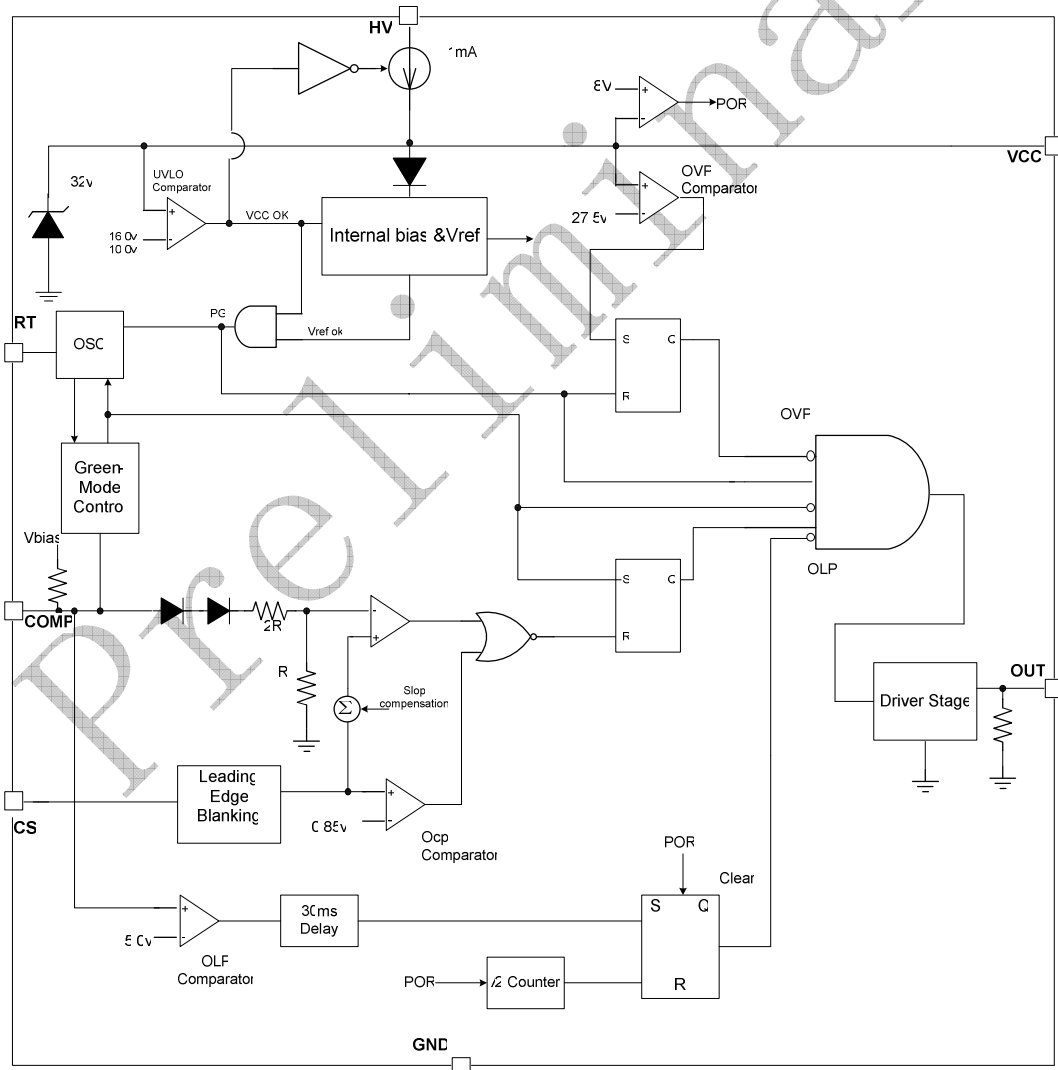 HV
1mA
8V
POR
VCC
32v
UVLO
Comparator
OVP
Comparator
VCC OK
16.0v
10.0v
27.5v
Internal bias &Vref
RT
PG
Vref ok
OSC
S Q
R
OVP
Green-
Mode
Control
Vbias
OLP
COMP
2R
S Q
R
R
Slop
compensation
Σ
OUT
Driver Stage
Leading
Edge
Blanking
CS
0.85v
Ocp
Comparator
POR
Clear
S Q
30ms
Delay
5.0v
OLP
Comparator
POR
/2 Counter
R
GND
Prelimina